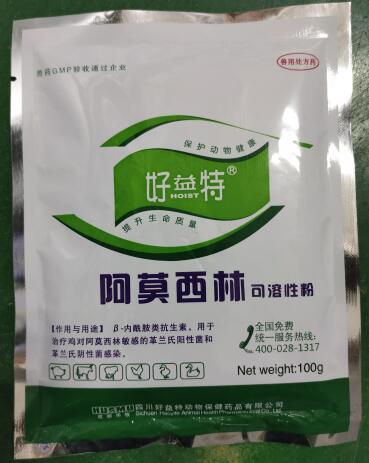 兽药GMP验收通过企业
兽用处方药
保护动物健康
好益特®
HOIST
提升生命质量
阿莫西林 可溶性粉
【作用与用途】 β-内酰胺类抗生素。用于
治疗鸡对阿莫西林敏感的革兰氏阳性菌和
革兰氏阴性菌感染。
全国免费
统一服务热线:
400-028-1317
Net weight:100g
四川好益特动物保健药品有限公司